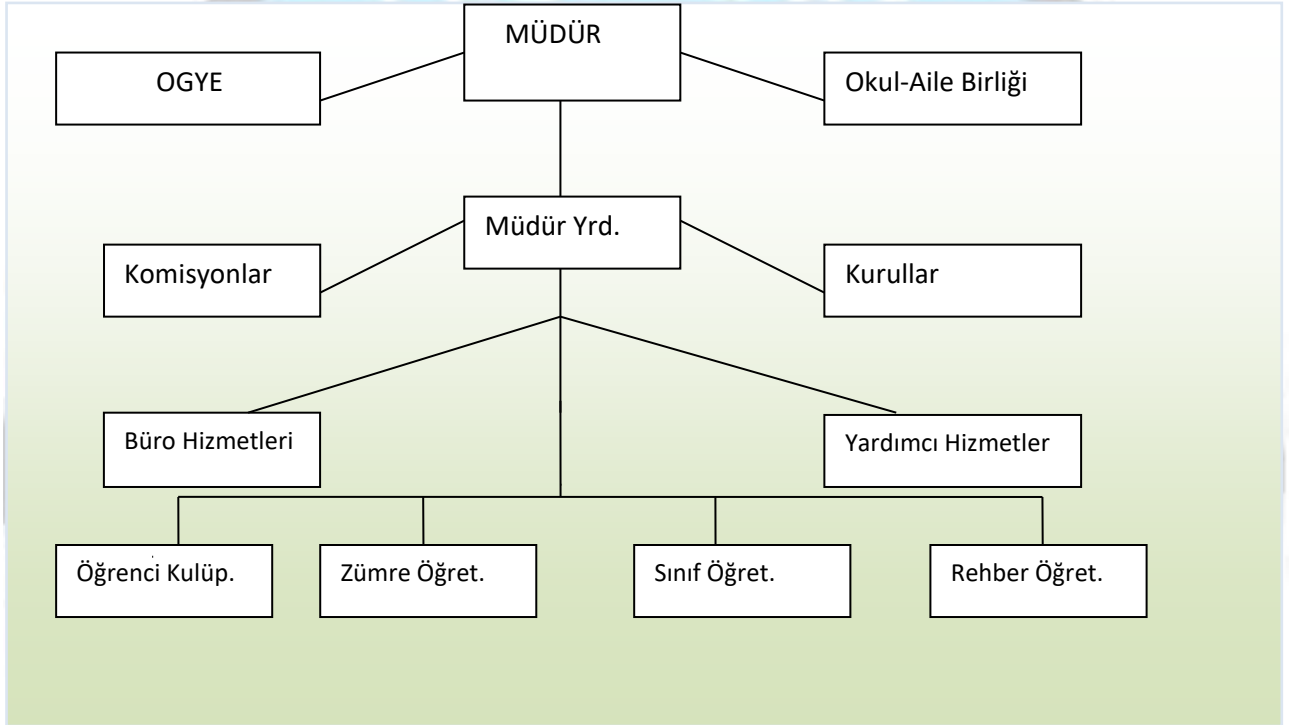 MÜDÜR
OGYE
Okul-Aile Birliği
Müdür Yrd.
Komisyonlar
Kurullar
Büro Hizmetleri
Yardımcı Hizmetler
Öğrenci Kulüp.
Zümre Öğret.
Sınıf Öğret.
Rehber Öğret.